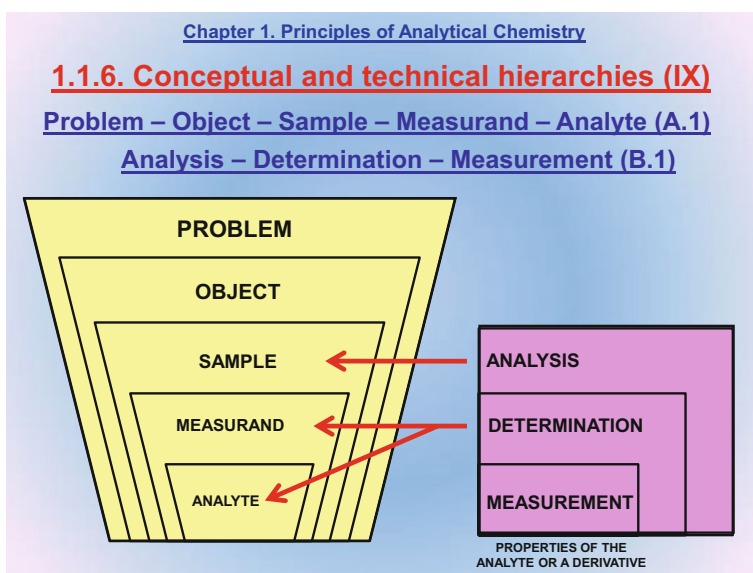 Chapter 1. Principles of Analytical Chemistry
1.1.6. Conceptual and technical hierarchies (IX)
Problem – Object – Sample – Measurand – Analyte (A.1)
Analysis – Determination – Measurement (B.1)
PROBLEM
OBJECT
SAMPLE
MEASURAND
ANALYTE
ANALYSIS
DETERMINATION
MEASUREMENT
PROPERTIES OF THE
ANALYTE OR A DERIVATIVE